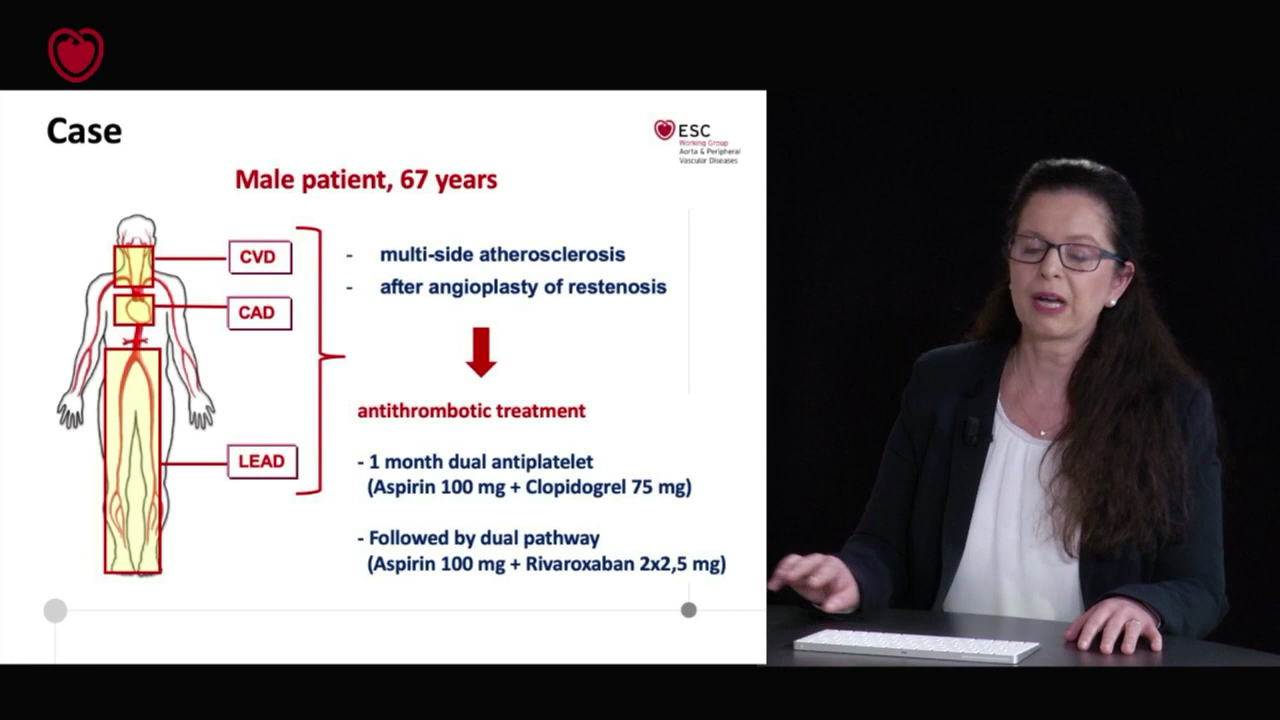 Case
ESC
Working Group
Aorta & Peripheral
Vascular Diseases
Male patient, 67 years
CVD
CAD
LEAD
- multi-side atherosclerosis
- after angioplasty of restenosis
antithrombotic treatment
- 1 month dual antiplatelet
(Aspirin 100 mg + Clopidogrel 75 mg)
- Followed by dual pathway
(Aspirin 100 mg + Rivaroxaban 2x2,5 mg)